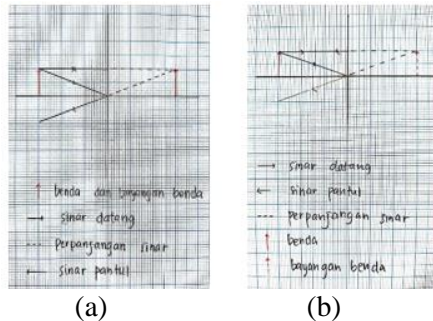 benda dan bayangan benda
sinar datang
perpanjangan sinar
sinar pantul
(a)
sinar datang
sinar pantul
perpanjangan sinar
benda
bayangan benda
(b)